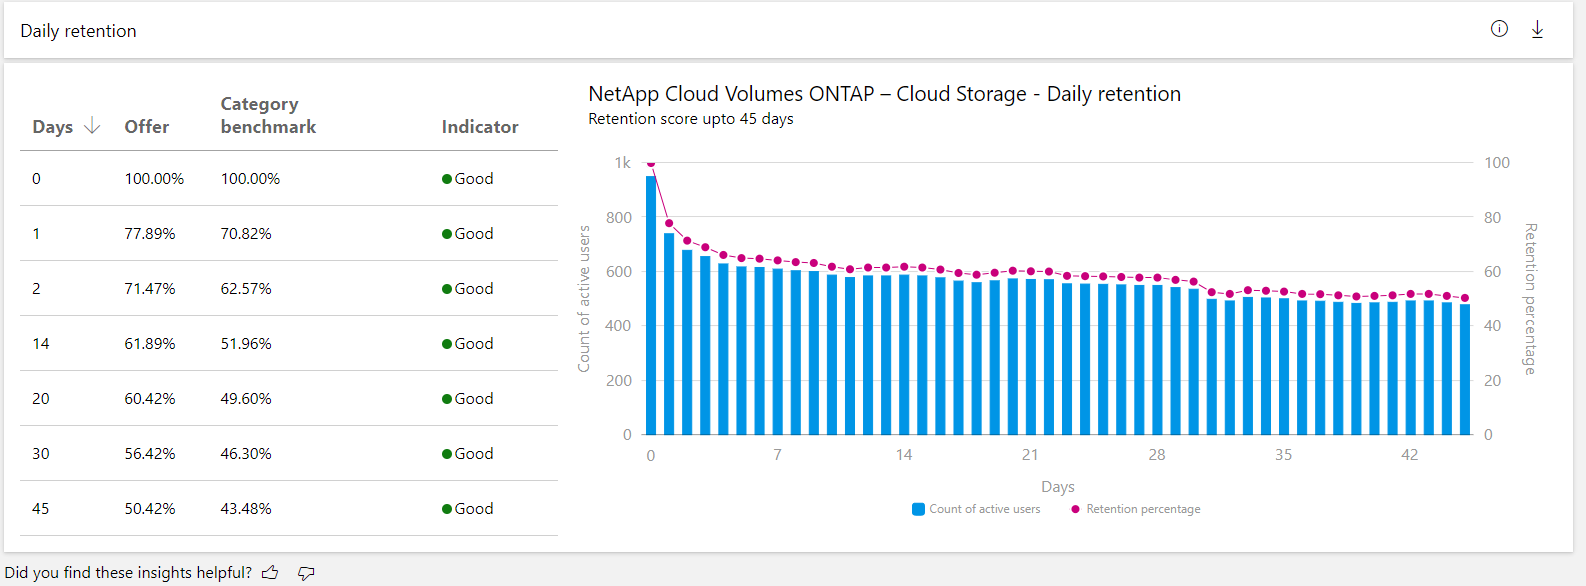 Daily retention
Days Offer Category benchmark Indicator
0 100.00% 100.00% Good
1 77.89% 70.82% Good
2 71.47% 62.57% Good
14 61.89% 51.96% Good
20 60.42% 49.60% Good
30 56.42% 46.30% Good
45 50.42% 43.48% Good
NetApp Cloud Volumes ONTAP – Cloud Storage - Daily retention
Retention score upto 45 days
Count of active users
1k
800
600
400
200
0
100
80
60
40
20
0
Retention percentage
0 7 14 21 28 35 42
Days
Count of active users Retention percentage
Did you find these insights helpful?